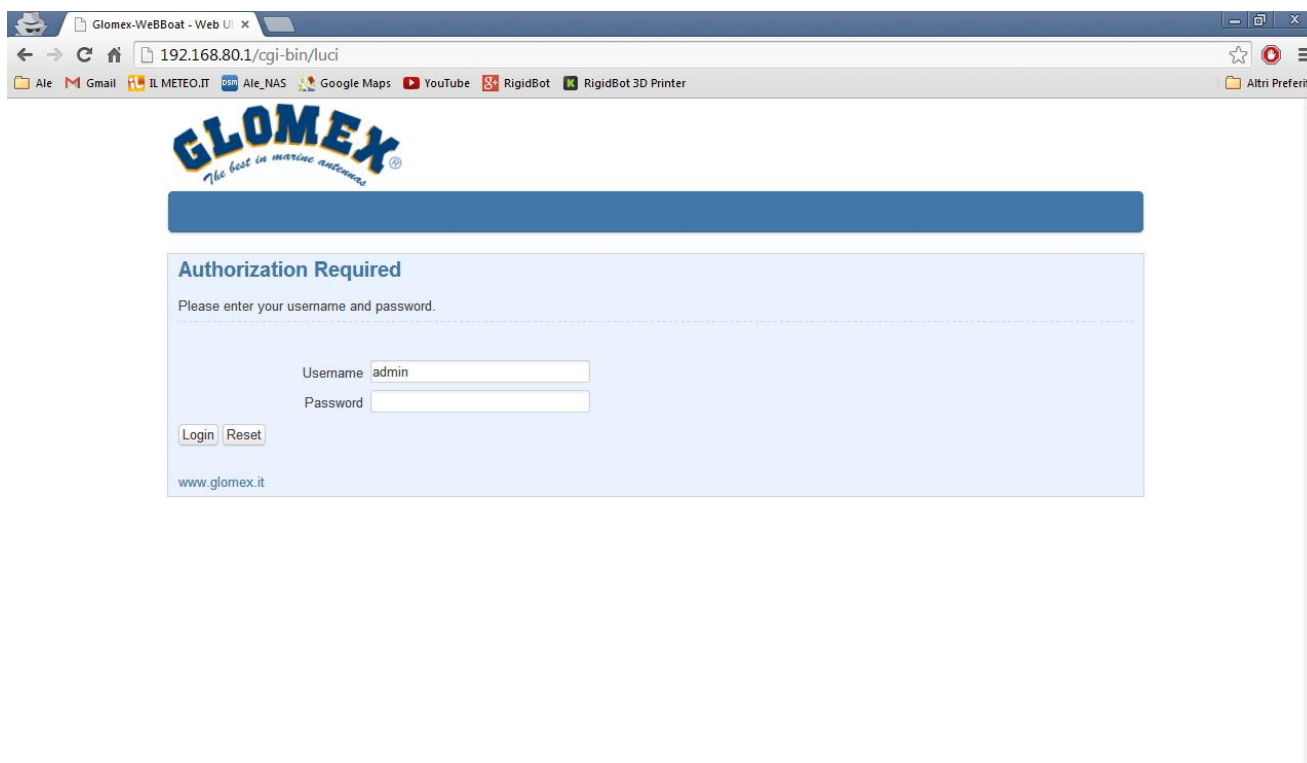 Glomex-WeBBoat - Web U
192.168.80.1/cgi-bin/luci
Ale Gmail IL METEO.IT DSM Ale_NAS Google Maps YouTube RigidBot K RigidBot 3D Printer Altri Preferit
GLOMEX
The best in marine antennas ®
Authorization Required
Please enter your username and password.
Username admin
Password
Login Reset
www.glomex.it